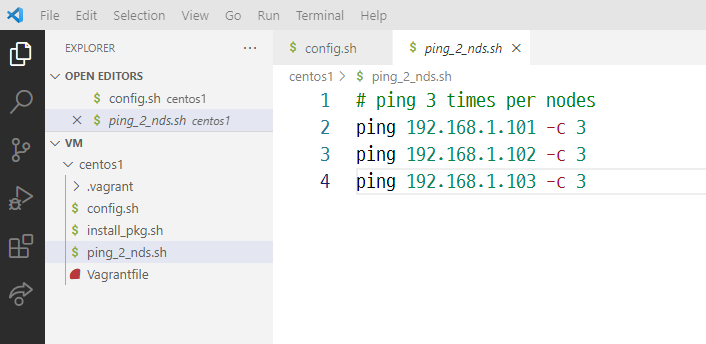 File Edit Selection View Go Run Terminal Help
EXPLORER ...
OPEN EDITORS
$ config.sh centos1
× $ ping_2_nds.sh centos1
VM
centos1
> .vagrant
$ config.sh
$ install_pkg.sh
$ ping_2_nds.sh
Vagrantfile
$ config.sh
$ ping_2_nds.sh ×
centos1 > $ ping_2_nds.sh
1 # ping 3 times per nodes
2 ping 192.168.1.101 -c 3
3 ping 192.168.1.102 -c 3
4 ping 192.168.1.103 -c 3